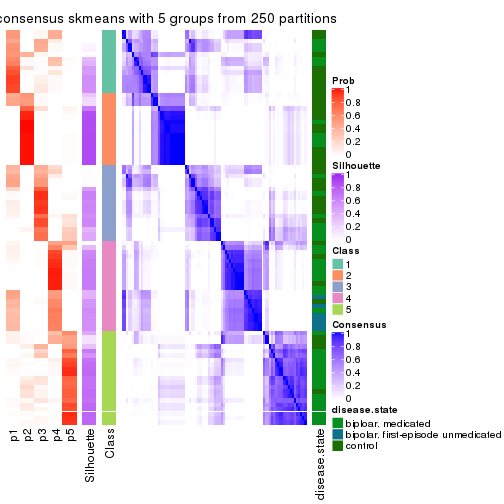 consensus skmeans with 5 groups from 250 partitions
Prob
1
0.8
0.6
0.4
0.2
0
Silhouette
1
0.8
0.6
0.4
0.2
0
Class
1
2
3
4
5
Consensus
1
0.8
0.6
0.4
0.2
0
disease.state
biploar. medicated
bipolar. first-episode unmedicated
control
p1
p2
p3
p4
p5
Silhouette
Class
disease.state